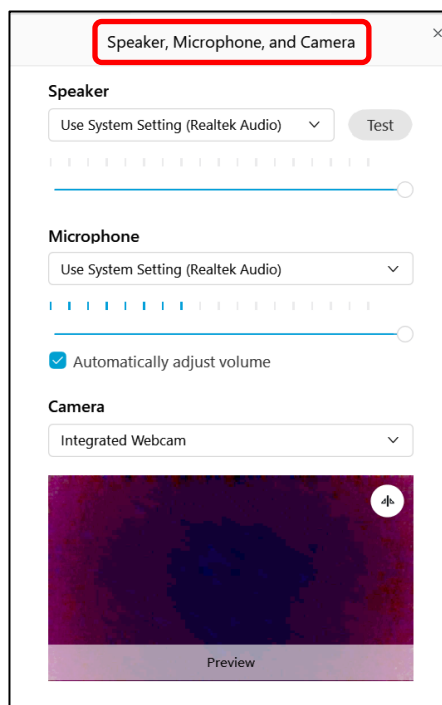 Speaker, Microphone, and Camera
Speaker
Use System Setting (Realtek Audio)
Test
Microphone
Use System Setting (Realtek Audio)
Automatically adjust volume
Camera
Integrated Webcam
Preview